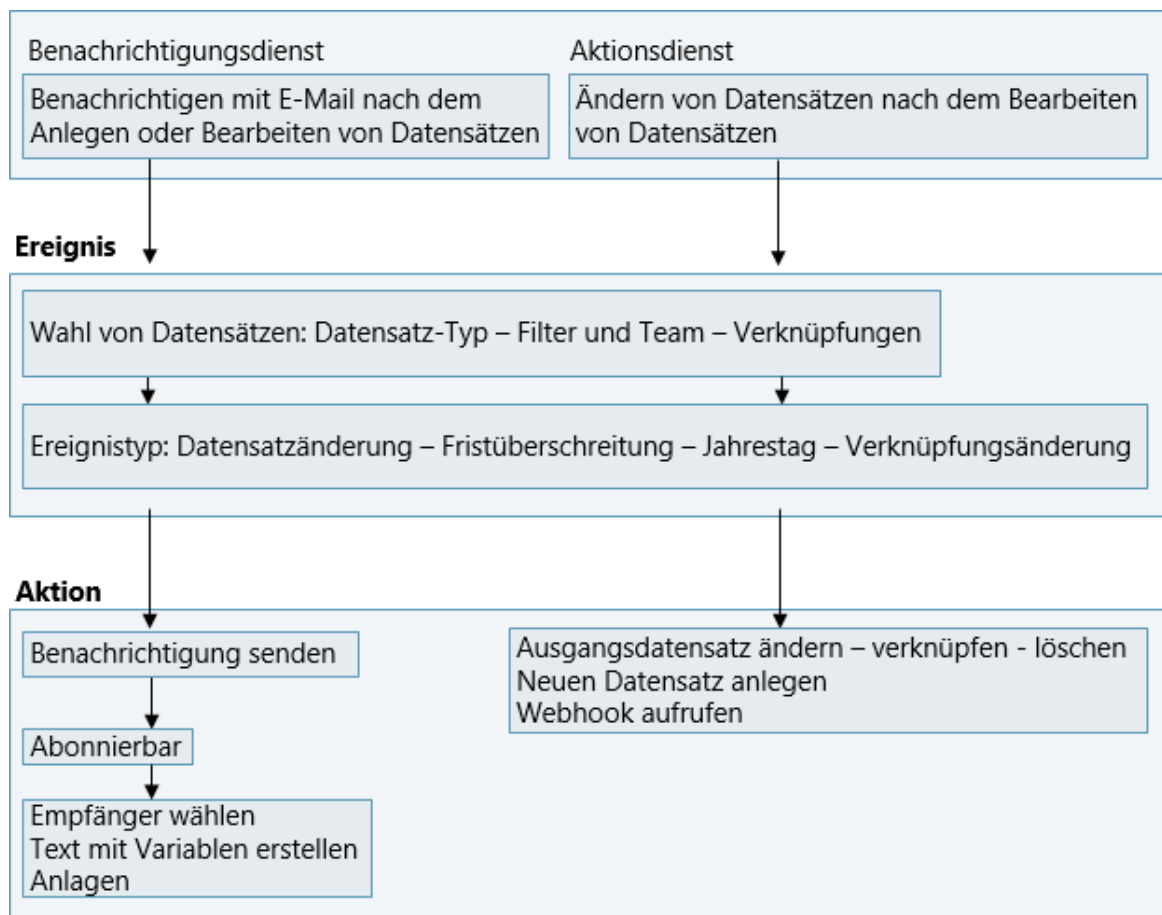 Benachrichtigungsdienst
Benachrichtigen mit E-Mail nach dem
Anlegen oder Bearbeiten von Datensätzen
Aktionsdienst
Ändern von Datensätzen nach dem Bearbeiten
von Datensätzen
Ereignis
Wahl von Datensätzen: Datensatz-Typ – Filter und Team – Verknüpfungen
Ereignistyp: Datensatzänderung – Fristüberschreitung – Jahrestag – Verknüpfungsänderung
Aktion
Benachrichtigung senden
Abonnierbar
Empfänger wählen
Text mit Variablen erstellen
Anlagen
Ausgangsdatensatz ändern – verknüpfen - löschen
Neuen Datensatz anlegen
Webhook aufrufen